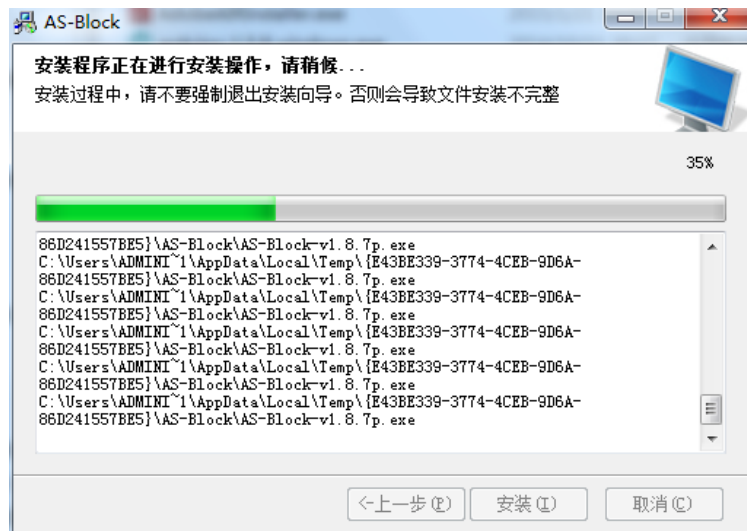 AS-Block
安装程序正在进行安装操作，请稍候...
安装过程中，请不要强制退出安装向导。否则会导致文件安装不完整
35%
86D241557BE5}\AS-Block\AS-Block-v1.8.7p.exe
C:\Users\ADMINI~1\AppData\Local\Temp\{E43BE339-3774-4CEB-9D6A-
86D241557BE5}\AS-Block\AS-Block-v1.8.7p.exe
C:\Users\ADMINI~1\AppData\Local\Temp\{E43BE339-3774-4CEB-9D6A-
86D241557BE5}\AS-Block\AS-Block-v1.8.7p.exe
C:\Users\ADMINI~1\AppData\Local\Temp\{E43BE339-3774-4CEB-9D6A-
86D241557BE5}\AS-Block\AS-Block-v1.8.7p.exe
C:\Users\ADMINI~1\AppData\Local\Temp\{E43BE339-3774-4CEB-9D6A-
86D241557BE5}\AS-Block\AS-Block-v1.8.7p.exe
C:\Users\ADMINI~1\AppData\Local\Temp\{E43BE339-3774-4CEB-9D6A-
86D241557BE5}\AS-Block\AS-Block-v1.8.7p.exe
<-上一步(P) 安装(I) 取消(C)